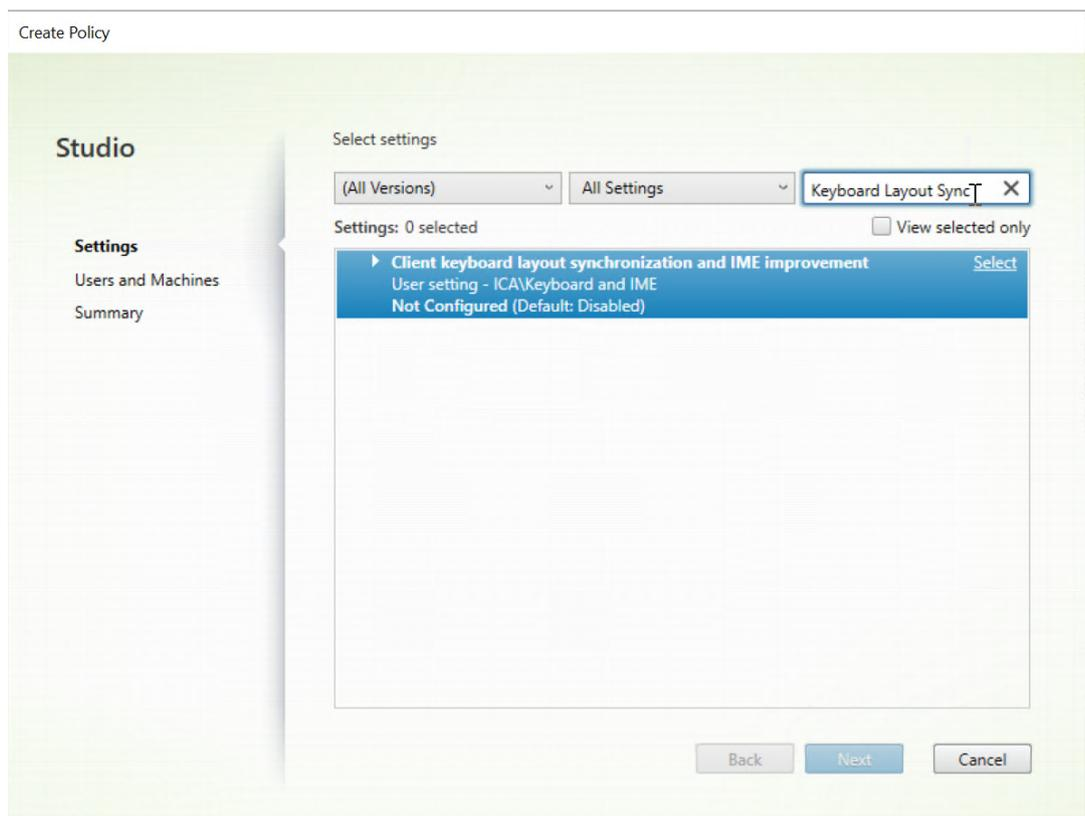 Create Policy
Studio
Settings
Users and Machines
Summary
Select settings
(All Versions)
All Settings
Keyboard Layout Sync
Settings: 0 selected
View selected only
Client keyboard layout synchronization and IME improvement
Select
User setting - ICA\Keyboard and IME
Not Configured (Default: Disabled)
Back
Next
Cancel